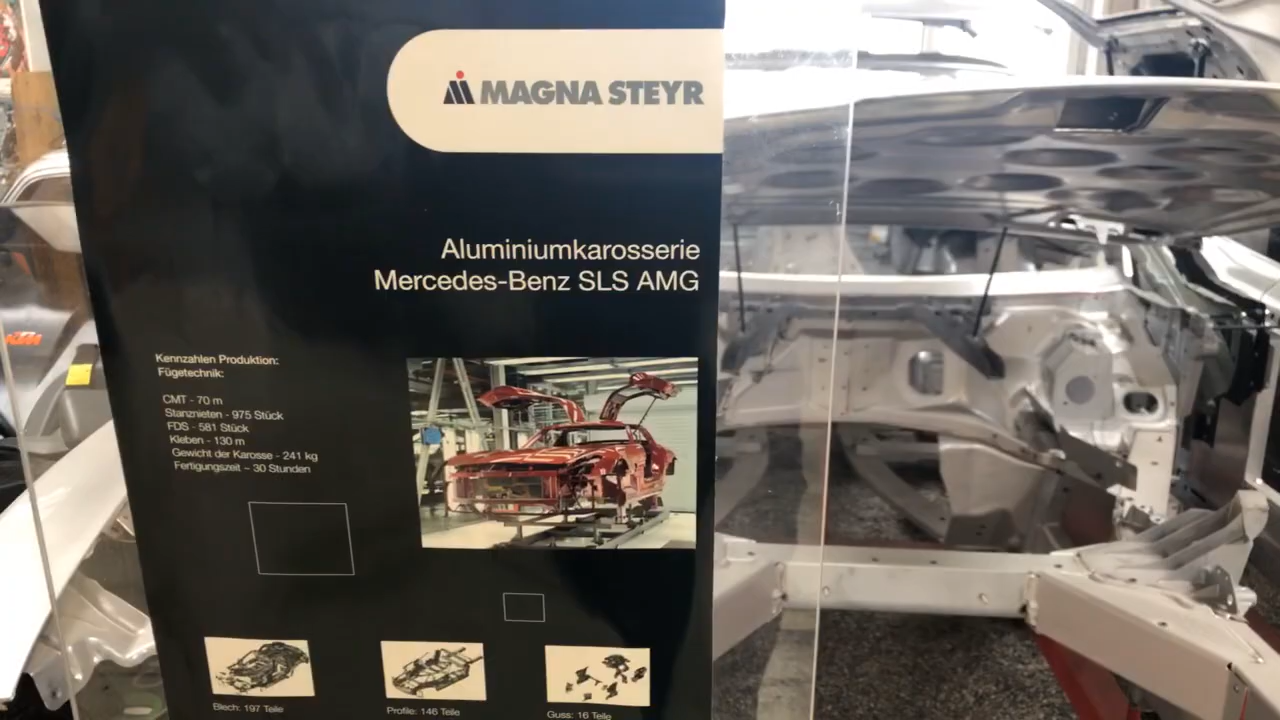 MAGNA STEYR
Aluminiumkarosserie
Mercedes-Benz SLS AMG
Kennzahlen Produktion:
Fügetechnik:
CMT - 70 m
Stanznieten - 975 Stück
FDS - 581 Stück
Kleben - 130 m
Gewicht der Karosse - 241 kg
Fertigungszeit ~ 30 Stunden
KTM
Blech: 197 Teile
Profile: 146 Teile
Guss: 16 Teile